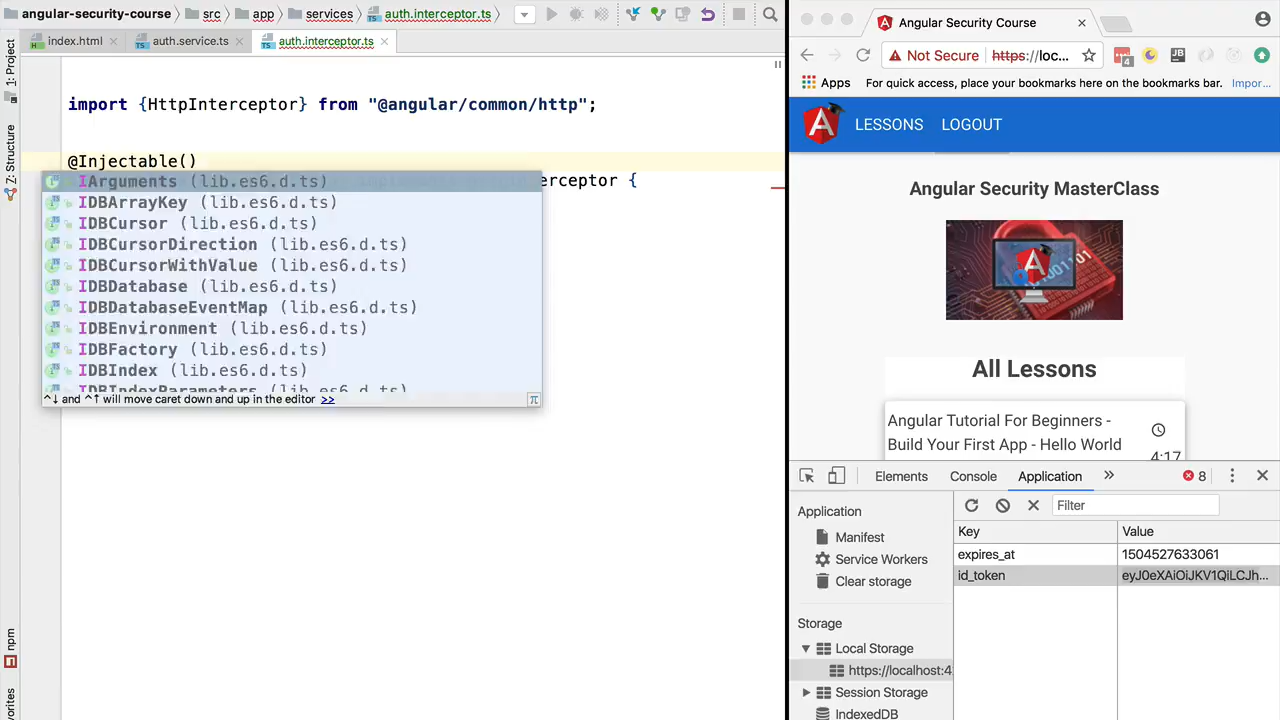 angular-security-course
src
app
services
auth.interceptor.ts
index.html
auth.service.ts
auth.interceptor.ts
1: Project
Z: Structure
npm
import {HttpInterceptor} from "@angular/common/http";
@Injectable()
erceptor {
IArguments (lib.es6.d.ts)
IDBArrayKey (lib.es6.d.ts)
IDBCursor (lib.es6.d.ts)
IDBCursorDirection (lib.es6.d.ts)
IDBCursorWithValue (lib.es6.d.ts)
IDBDatabase (lib.es6.d.ts)
IDBDatabaseEventMap (lib.es6.d.ts)
IDBEnvironment (lib.es6.d.ts)
IDBFactory (lib.es6.d.ts)
IDBIndex (lib.es6.d.ts)
IDBIndexParameters (lib.es6.d.ts)
^↓ and ^↑ will move caret down and up in the editor >>
π
Angular Security Course
Not Secure https://loc...
4
Apps For quick access, place your bookmarks here on the bookmarks bar. Impor...
LESSONS LOGOUT
Angular Security MasterClass
All Lessons
Angular Tutorial For Beginners -
Build Your First App - Hello World
4:17
Elements Console Application » 8
Application
Filter
Manifest
Service Workers
Clear storage
Storage
Local Storage
https://localhost:4
Session Storage
IndexedDB
Key Value
expires_at 1504527633061
id_token eyJ0eXAiOiJKV1QiLCJh...